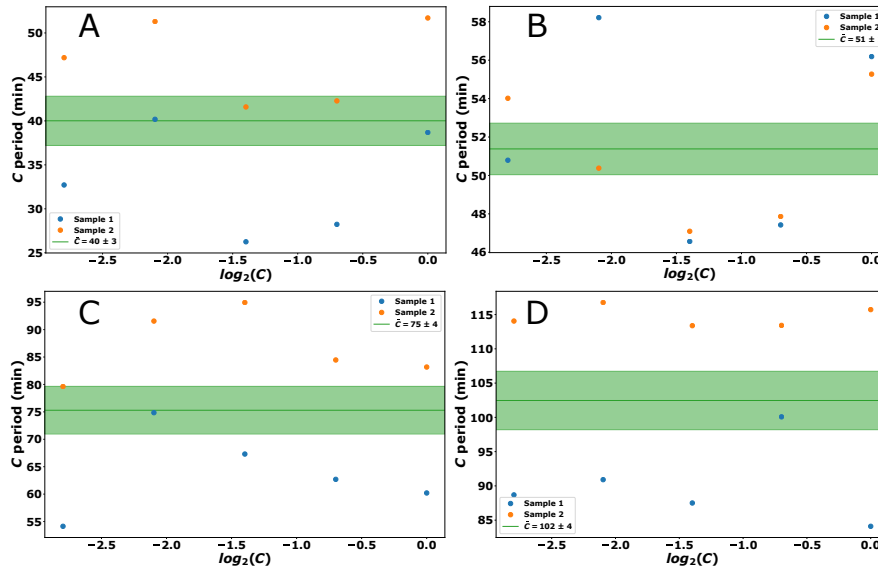 A
50
45
40
35
30
25
C period (min)
Sample 1
Sample 2
C̄ = 40 ± 3
−2.5 −2.0 −1.5 −1.0 −0.5 0.0
log₂(C)
B
58
56
54
52
50
48
46
C period (min)
Sample 1
Sample 2
C̄ = 51 ±
−2.5 −2.0 −1.5 −1.0 −0.5 0.0
log₂(C)
C
95
90
85
80
75
70
65
60
55
C period (min)
Sample 1
Sample 2
C̄ = 75 ± 4
−2.5 −2.0 −1.5 −1.0 −0.5 0.0
log₂(C)
D
115
110
105
100
95
90
85
C period (min)
Sample 1
Sample 2
C̄ = 102 ± 4
−2.5 −2.0 −1.5 −1.0 −0.5 0.0
log₂(C)